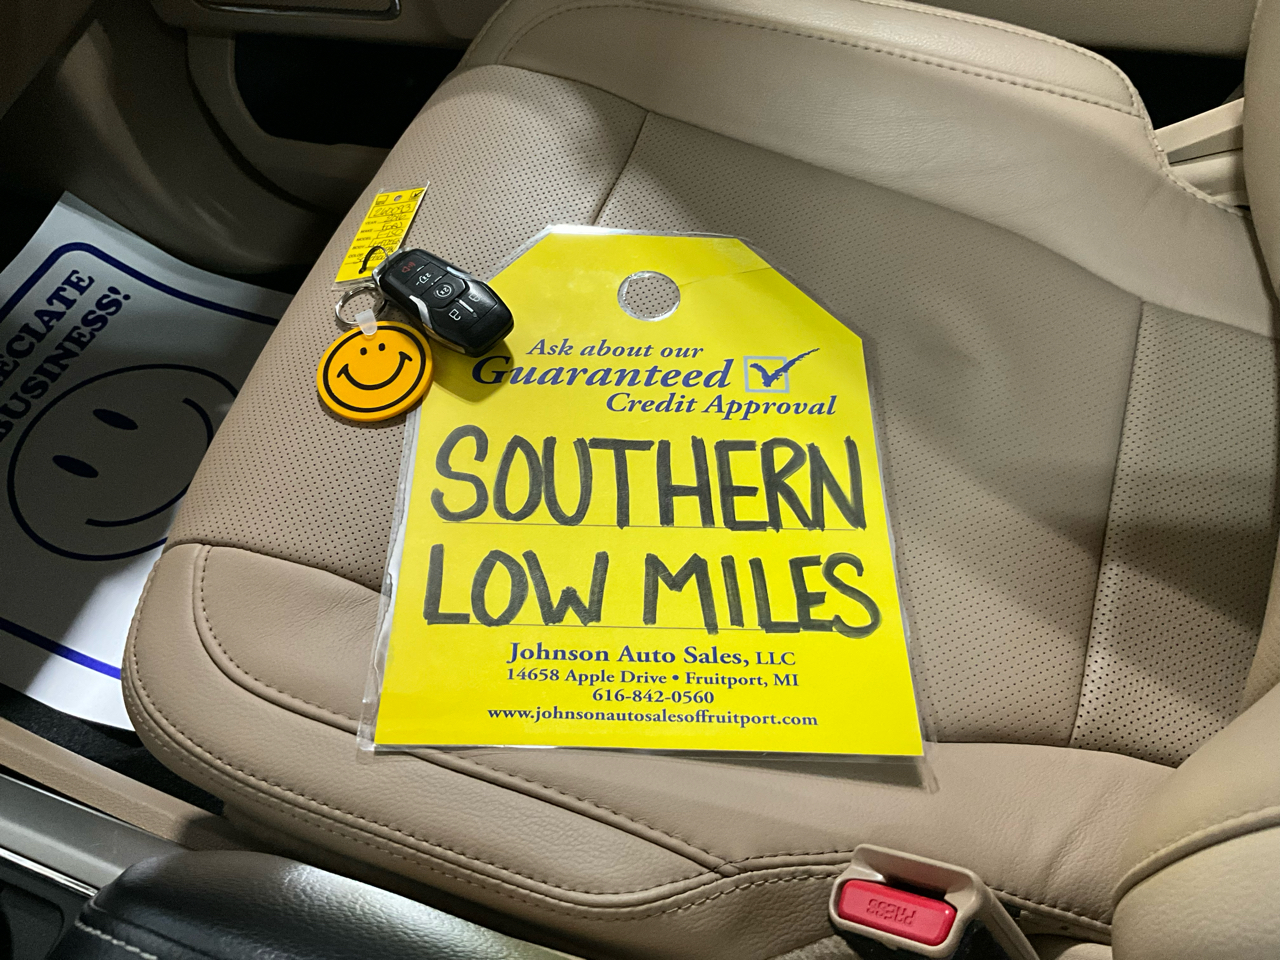 ECIATE
BUSINESS!
Ask about our
Guaranteed
Credit Approval
SOUTHERN
LOW MILES
Johnson Auto Sales, LLC
14658 Apple Drive • Fruitport, MI
616-842-0560
www.johnsonautosalesoffruitport.com
PRESS